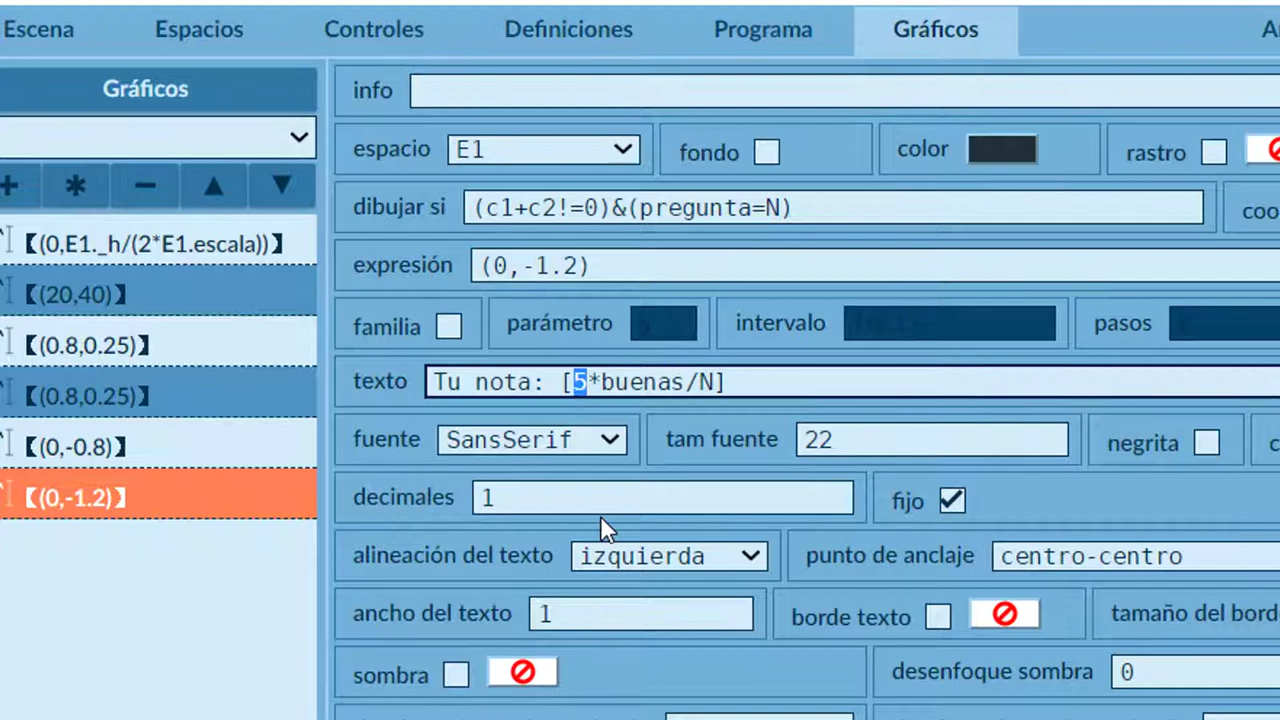 Escena Espacios Controles Definiciones Programa Gráficos
Gráficos
info
espacio E1 fondo color rastro
dibujar si (c1+c2!=0)&(pregunta=N)
expresión (0,-1.2)
familia parámetro intervalo pasos
texto Tu nota: [5*buenas/N]
fuente SansSerif tam fuente 22 negrita
decimales 1 fijo
alineación del texto izquierda punto de anclaje centro-centro
ancho del texto 1 borde texto tamaño del bord
sombra desenfoque sombra 0
+ * − ▲ ▼
【(0,E1._h/(2*E1.escala))】
【(20,40)】
【(0.8,0.25)】
【(0.8,0.25)】
【(0,-0.8)】
【(0,-1.2)】